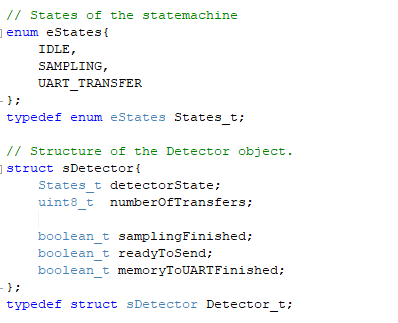 // States of the statemachine
enum eStates{
    IDLE,
    SAMPLING,
    UART_TRANSFER
};
typedef enum eStates States_t;

// Structure of the Detector object.
struct sDetector{
    States_t detectorState;
    uint8_t  numberOfTransfers;

    boolean_t samplingFinished;
    boolean_t readyToSend;
    boolean_t memoryToUARTFinished;
};
typedef struct sDetector Detector_t;